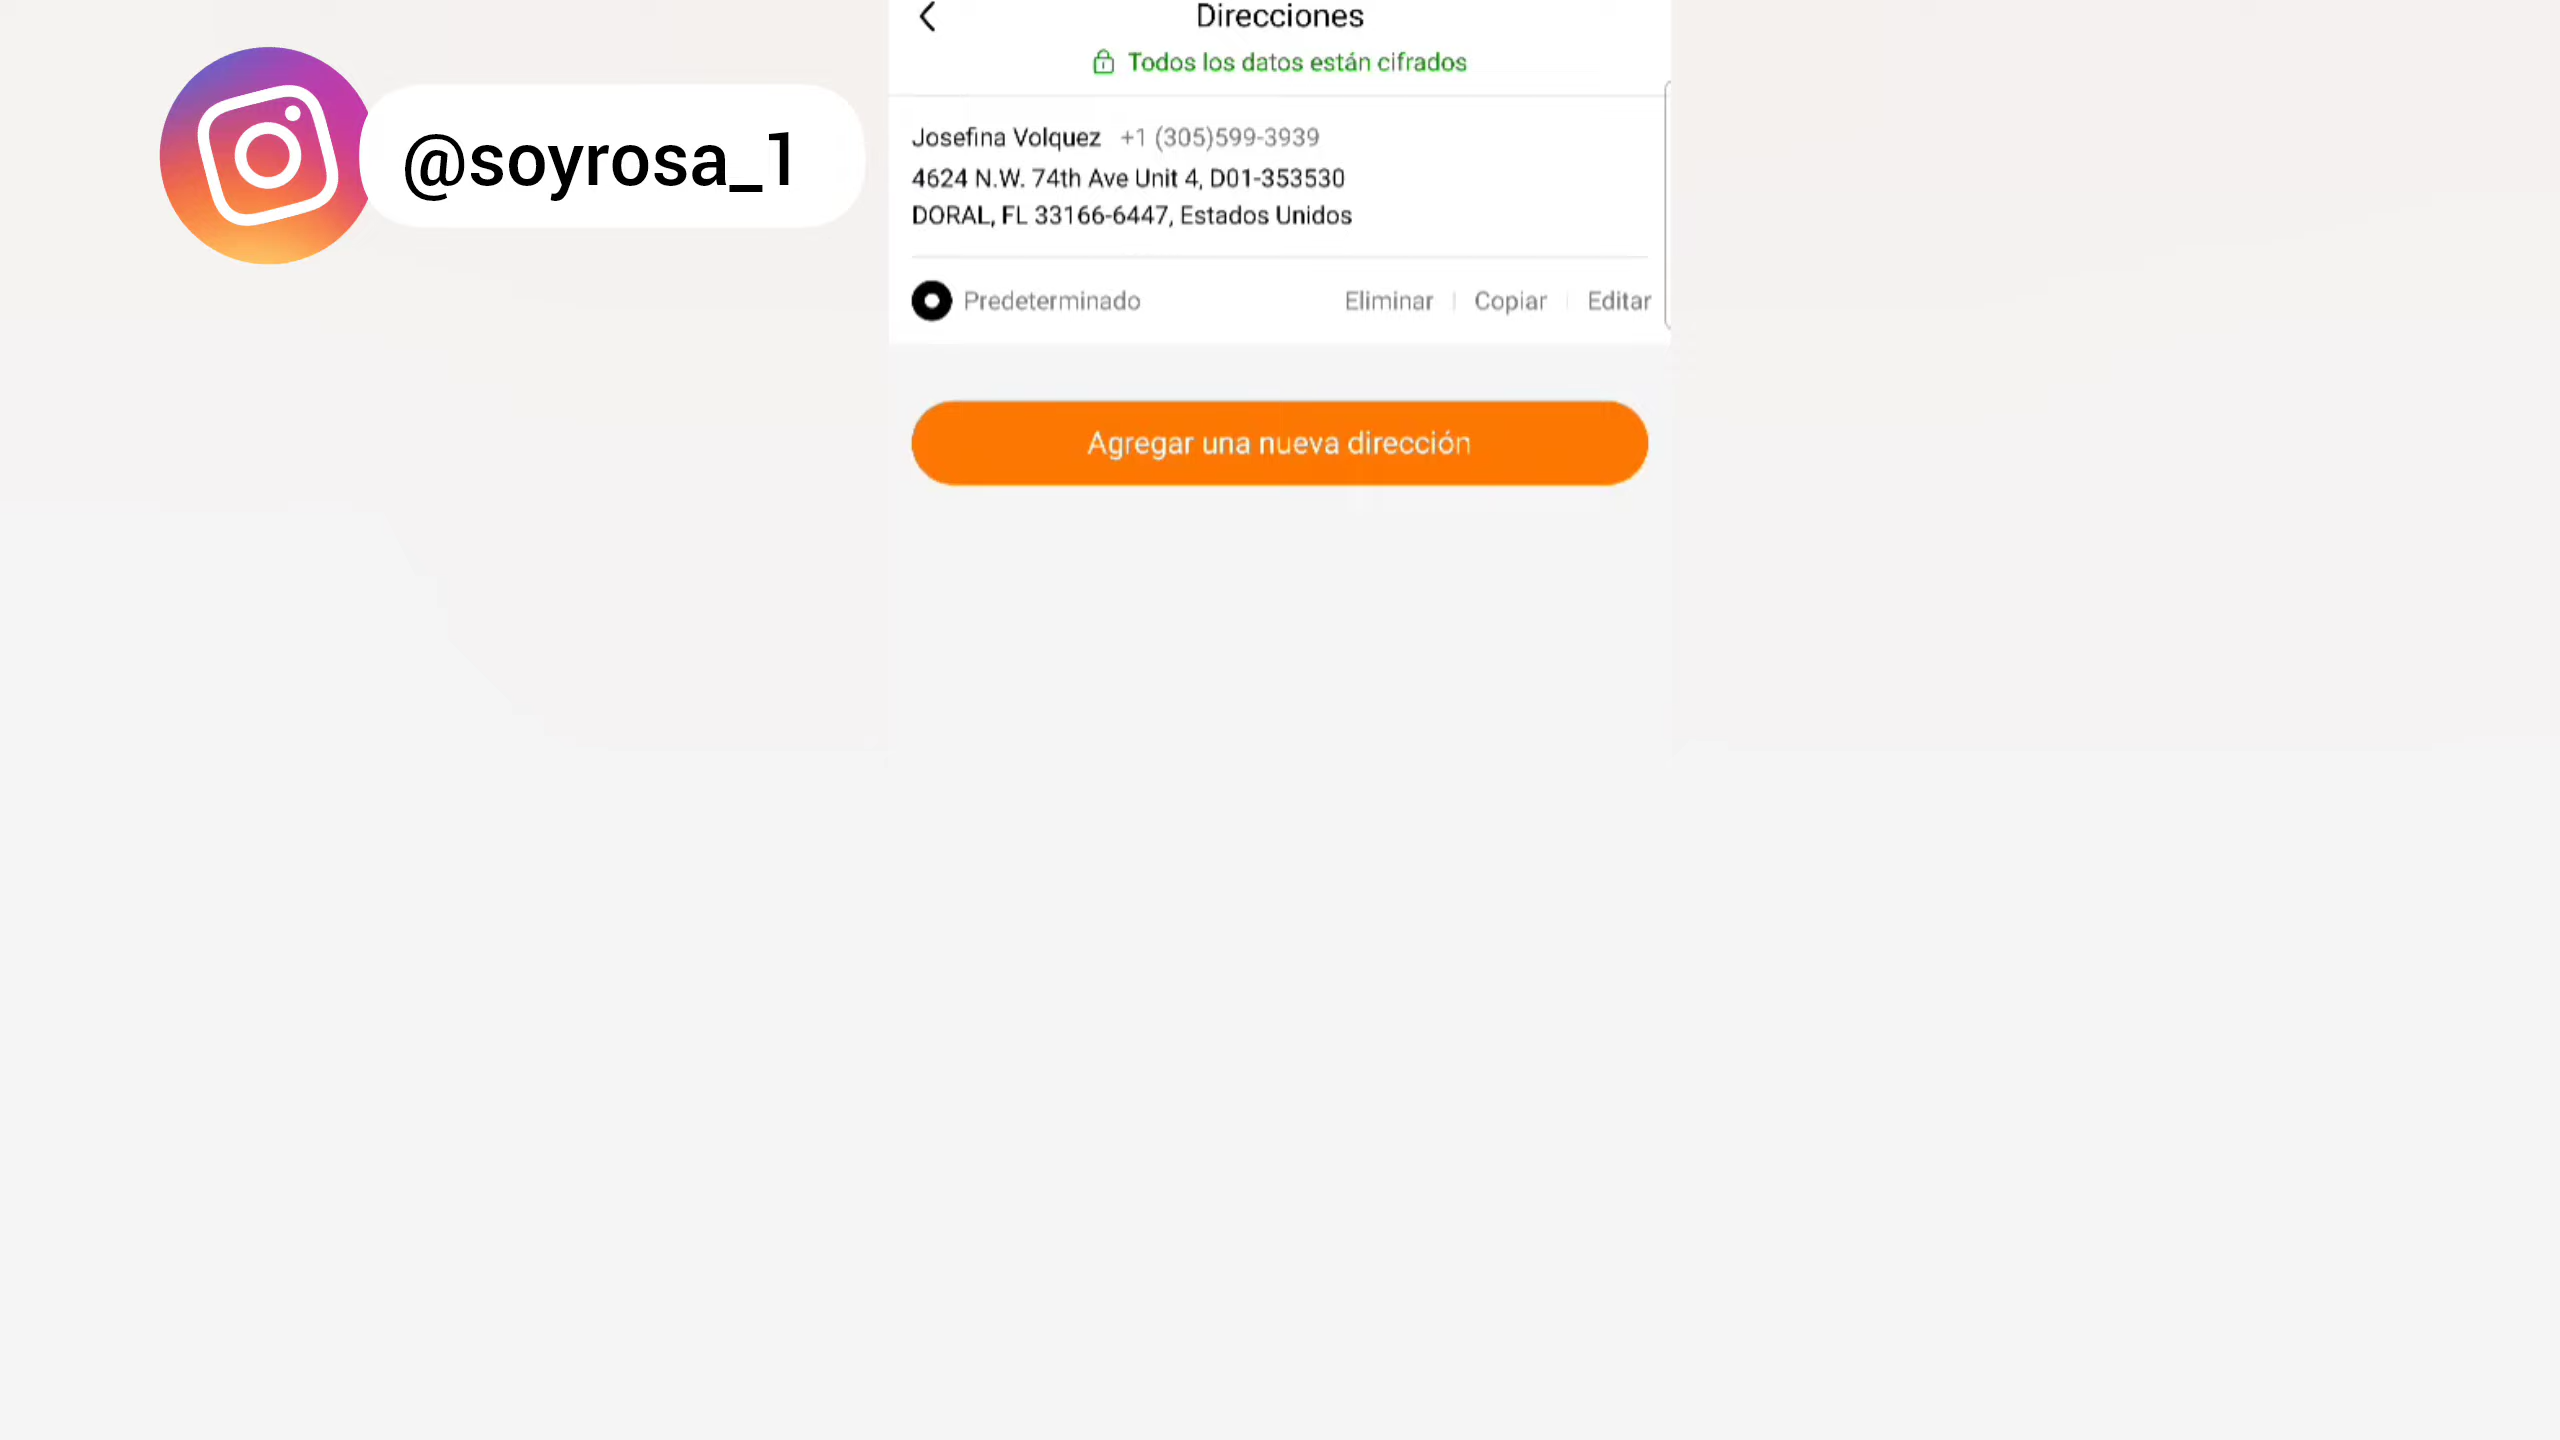 @soyrosa_1
Direcciones
Todos los datos están cifrados
Josefina Volquez +1 (305)599-3939
4624 N.W. 74th Ave Unit 4, D01-353530
DORAL, FL 33166-6447, Estados Unidos
Predeterminado Eliminar Copiar Editar
Agregar una nueva dirección